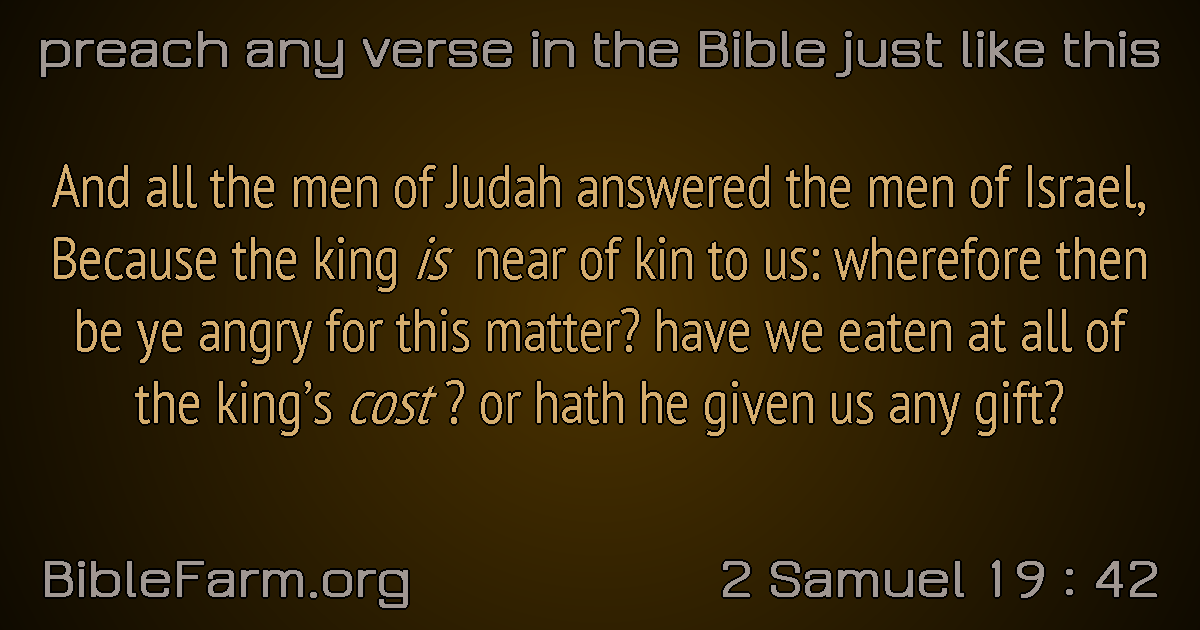 preach any verse in the Bible just like this
And all the men of Judah answered the men of Israel,
Because the king is near of kin to us: wherefore then
be ye angry for this matter? have we eaten at all of
the king’s cost ? or hath he given us any gift?
BibleFarm.org
2 Samuel 19 : 42